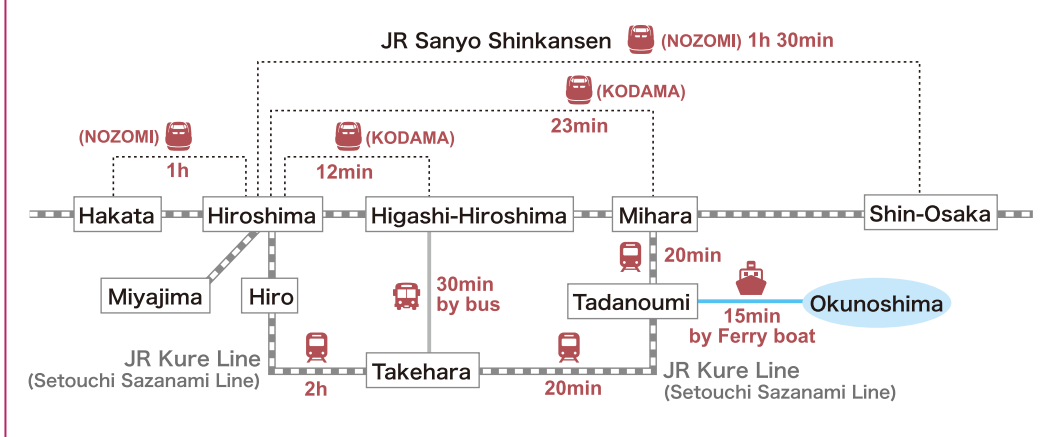 JR Sanyo Shinkansen (NOZOMI) 1h 30min
(KODAMA)
23min
(NOZOMI)
1h
(KODAMA)
12min
Hakata
Hiroshima
Higashi-Hiroshima
Mihara
Shin-Osaka
20min
Miyajima
Hiro
30min
by bus
Tadanoumi
15min
by Ferry boat
Okunoshima
JR Kure Line
(Setouchi Sazanami Line)
2h
Takehara
20min
JR Kure Line
(Setouchi Sazanami Line)